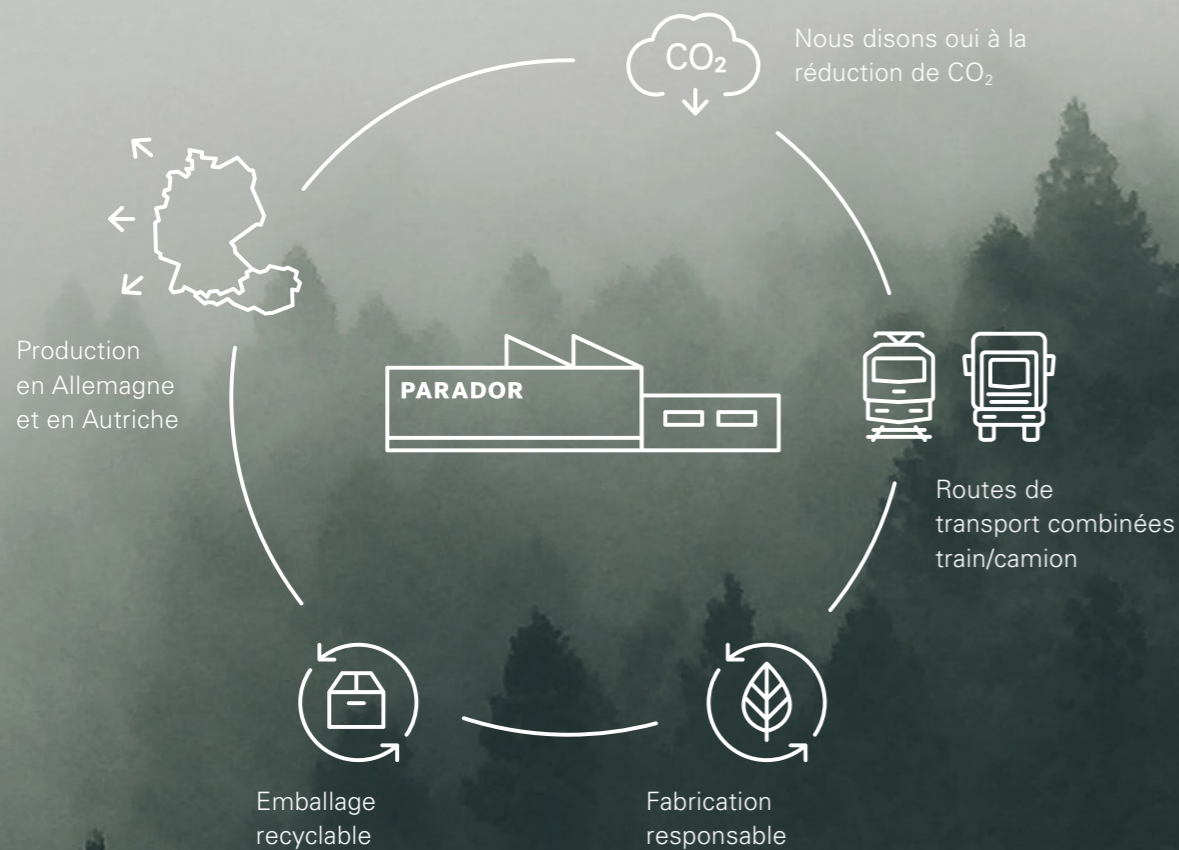 CO₂
Nous disons oui à la
réduction de CO₂
Production
en Allemagne
et en Autriche
PARADOR
Routes de
transport combinées
train/camion
Emballage
recyclable
Fabrication
responsable